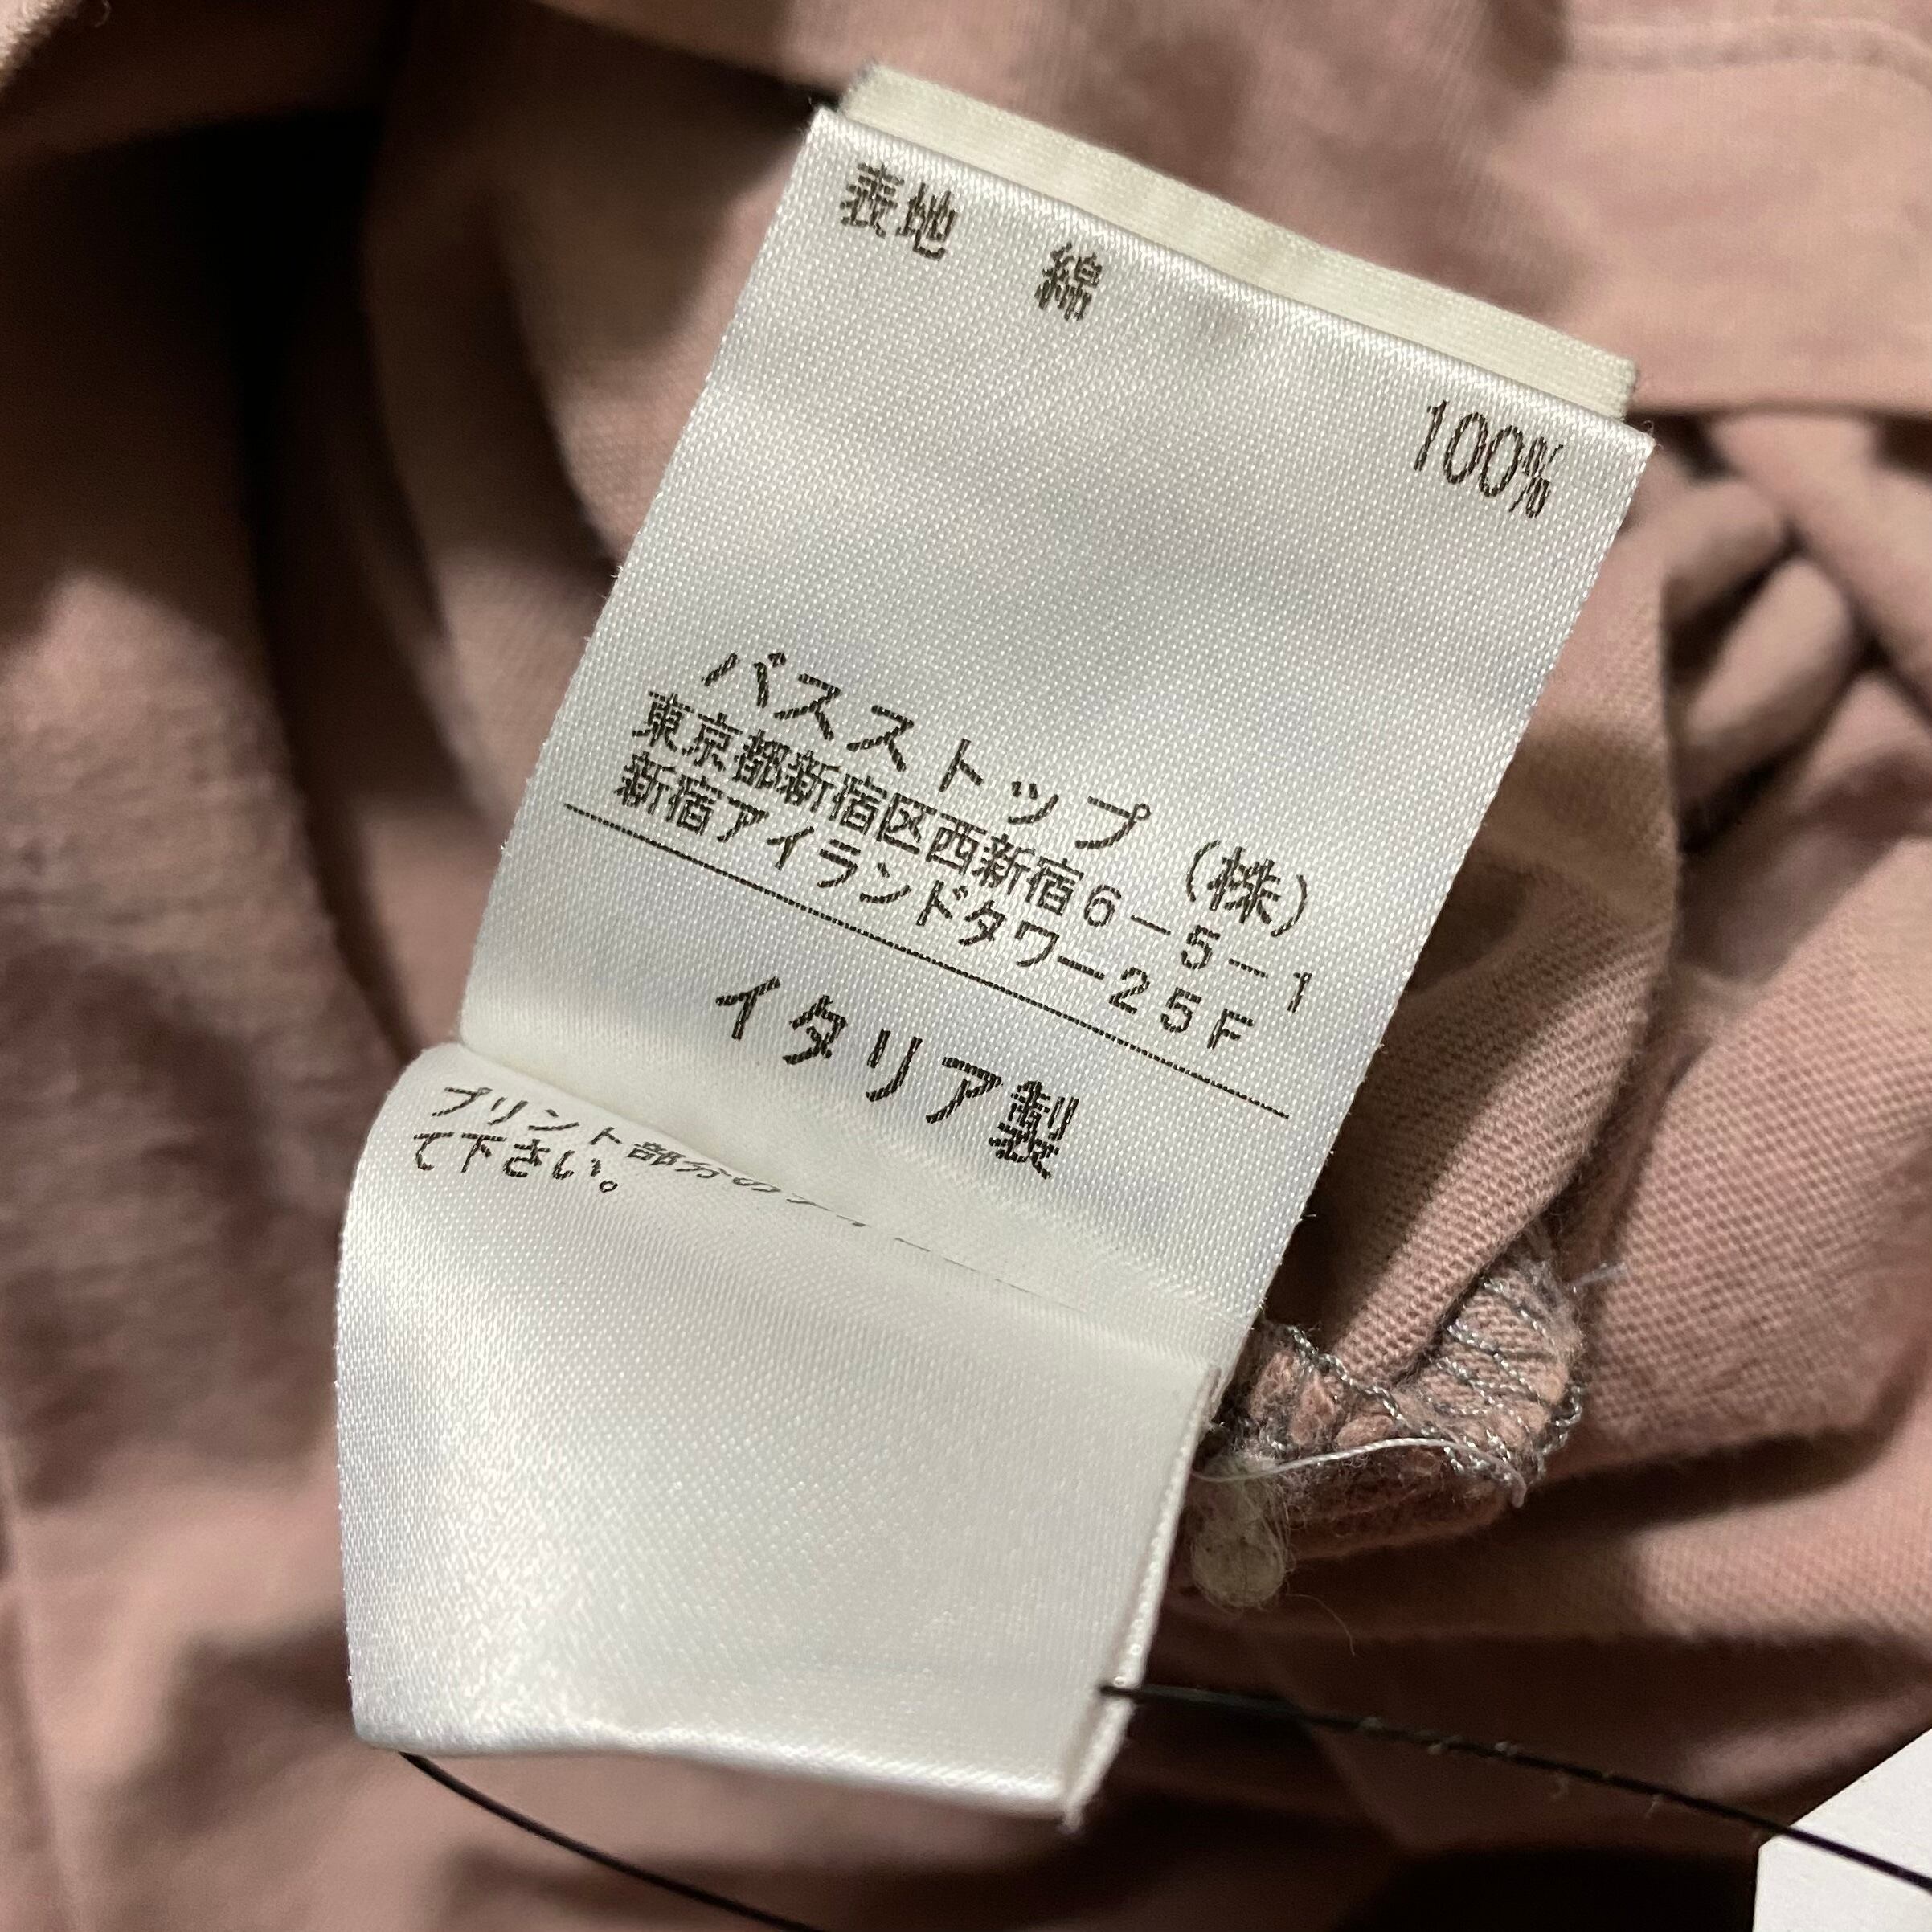 表地 綿 100%
バスストップ (株)
東京都新宿区西新宿6-5-1
新宿アイランドタワー25F
イタリア製
プリント部分の
て下さい。